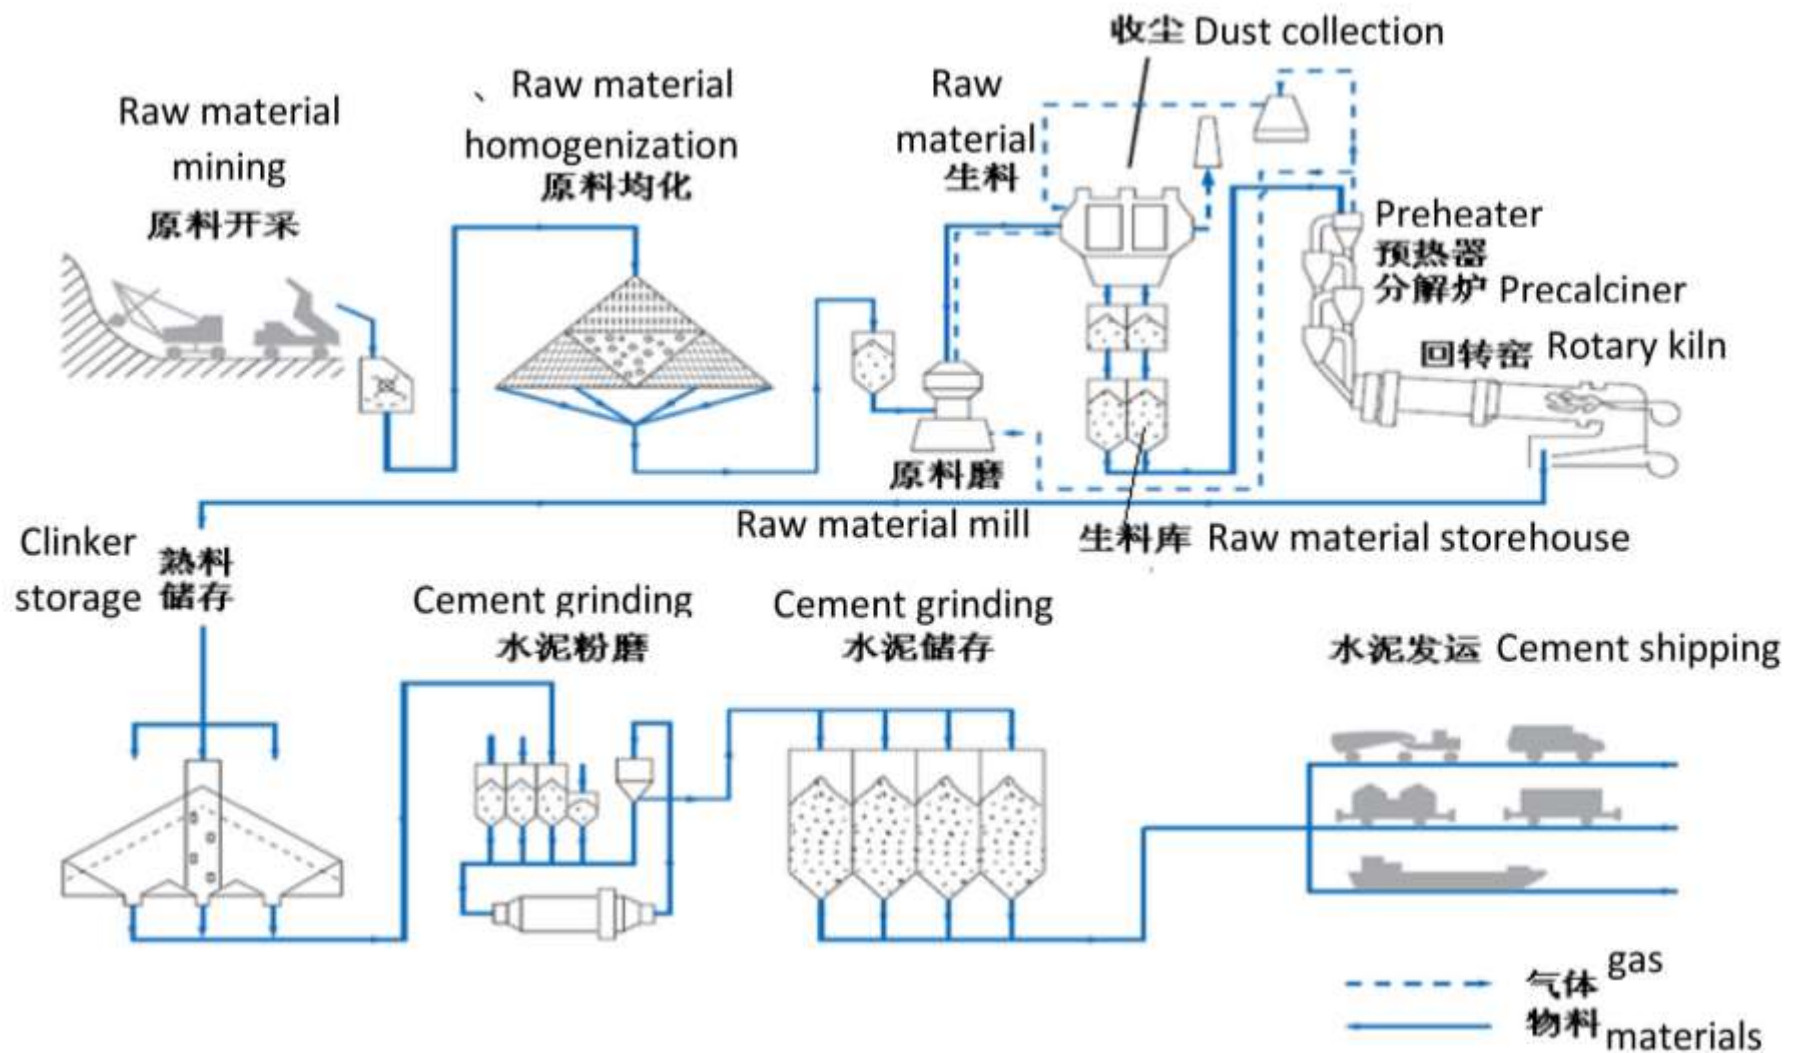 收尘 Dust collection
Raw material
mining
原料开采
、Raw material
homogenization
原料均化
Raw
material
生料
Preheater
预热器
分解炉 Precalciner
回转窑 Rotary kiln
原料磨
Raw material mill
生料库 Raw material storehouse
Clinker
storage
熟料
储存
Cement grinding
水泥粉磨
Cement grinding
水泥储存
水泥发运 Cement shipping
气体 gas
物料 materials